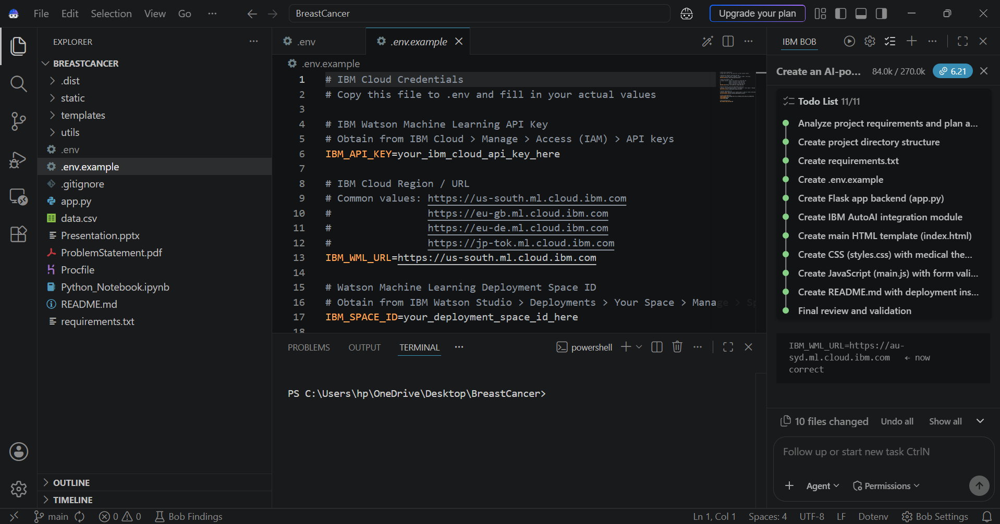 File Edit Selection View Go ··· BreastCancer Upgrade your plan
EXPLORER ···
BREASTCANCER
.dist
static
templates
utils
.env
.env.example
.gitignore
app.py
data.csv
Presentation.pptx
ProblemStatement.pdf
Procfile
Python_Notebook.ipynb
README.md
requirements.txt
OUTLINE
TIMELINE
.env .env.example
.env.example
1 # IBM Cloud Credentials
2 # Copy this file to .env and fill in your actual values
3
4 # IBM Watson Machine Learning API Key
5 # Obtain from IBM Cloud > Manage > Access (IAM) > API keys
6 IBM_API_KEY=your_ibm_cloud_api_key_here
7
8 # IBM Cloud Region / URL
9 # Common values: https://us-south.ml.cloud.ibm.com
10 # https://eu-gb.ml.cloud.ibm.com
11 # https://eu-de.ml.cloud.ibm.com
12 # https://jp-tok.ml.cloud.ibm.com
13 IBM_WML_URL=https://us-south.ml.cloud.ibm.com
14
15 # Watson Machine Learning Deployment Space ID
16 # Obtain from IBM Watson Studio > Deployments > Your Space > Manage > Sp
17 IBM_SPACE_ID=your_deployment_space_id_here
18
PROBLEMS OUTPUT TERMINAL ··· powershell
PS C:\Users\hp\OneDrive\Desktop\BreastCancer>
IBM BOB
Create an AI-po... 84.0k / 270.0k 6.21
Todo List 11/11
Analyze project requirements and plan a...
Create project directory structure
Create requirements.txt
Create .env.example
Create Flask app backend (app.py)
Create IBM AutoAI integration module
Create main HTML template (index.html)
Create CSS (styles.css) with medical the...
Create JavaScript (main.js) with form vali...
Create README.md with deployment ins...
Final review and validation
IBM_WML_URL=https://au-
syd.ml.cloud.ibm.com ← now
correct
10 files changed Undo all Show all
Follow up or start new task CtrlN
Agent Permissions
main 0 0 Bob Findings Ln 1, Col 1 Spaces: 4 UTF-8 LF Dotenv Bob Settings